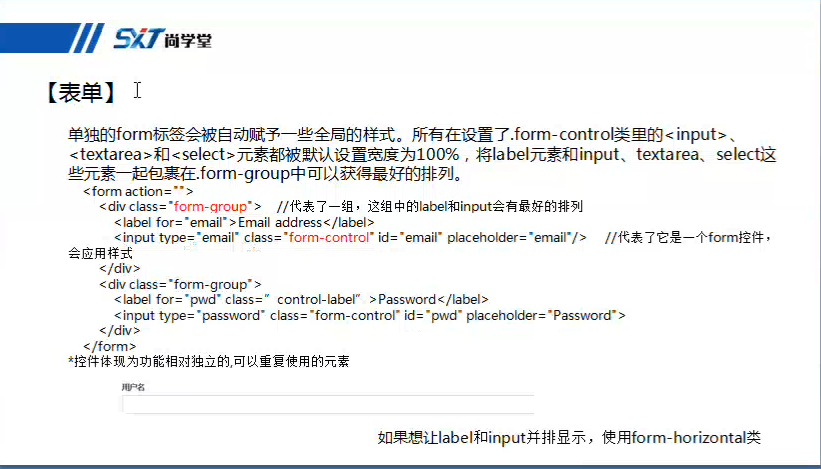 SXT尚学堂
【表单】
单独的form标签会被自动赋予一些全局的样式。所有在设置了.form-control类里的<input>、
<textarea>和<select>元素都被默认设置宽度为100%，将label元素和input、textarea、select这
些元素一起包裹在.form-group中可以获得最好的排列。
<form action="">
<div class="form-group"> //代表了一组，这组中的label和input会有最好的排列
<label for="email">Email address</label>
<input type="email" class="form-control" id="email" placeholder="email"/> //代表了它是一个form控件，
会应用样式
</div>
<div class="form-group">
<label for="pwd" class=”control-label”>Password</label>
<input type="password" class="form-control" id="pwd" placeholder="Password">
</div>
</form>
*控件体现为功能相对独立的,可以重复使用的元素
用户名
如果想让label和input并排显示，使用form-horizontal类